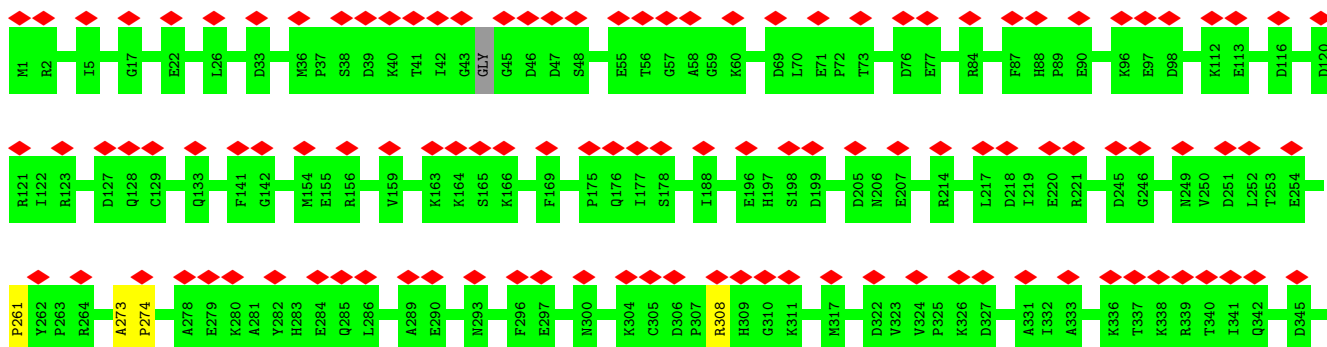 M1 R2 I5 G17 E22 L26 D33 M36 P37 S38 D39 K40 T41 I42 G43 GLY G45 D46 D47 S48 E55 T56 G57 A58 G59 K60 D69 L70 E71 P72 T73 D76 E77 R84 F87 H88 P89 E90 K96 E97 D98 K112 E113 D116 D120
R121 I122 R123 D127 Q128 C129 Q133 F141 G142 M154 E155 R156 V159 K163 K164 S165 K166 F169 P175 Q176 I177 S178 I188 E196 H197 S198 D199 D205 N206 E207 R214 L217 D218 I219 E220 R221 D245 G246 N249 V250 D251 L252 T253 E254
P261 Y262 P263 R264 A273 P274 A278 E279 K280 A281 Y282 H283 E284 Q285 L286 A289 E290 N293 F296 E297 N300 K304 C305 D306 P307 R308 H309 G310 K311 M317 D322 V323 V324 P325 K326 D327 A331 I332 A333 K336 T337 K338 R339 T340 I341 Q342 D345